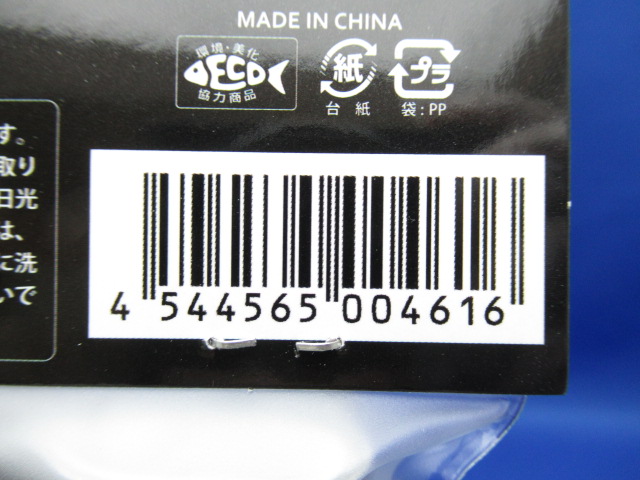 MADE IN CHINA
環境・美化
DECO
協力商品
紙
台紙
プラ
袋:PP
す。
取り
日光
は、
に洗
いで
4 544565 004616